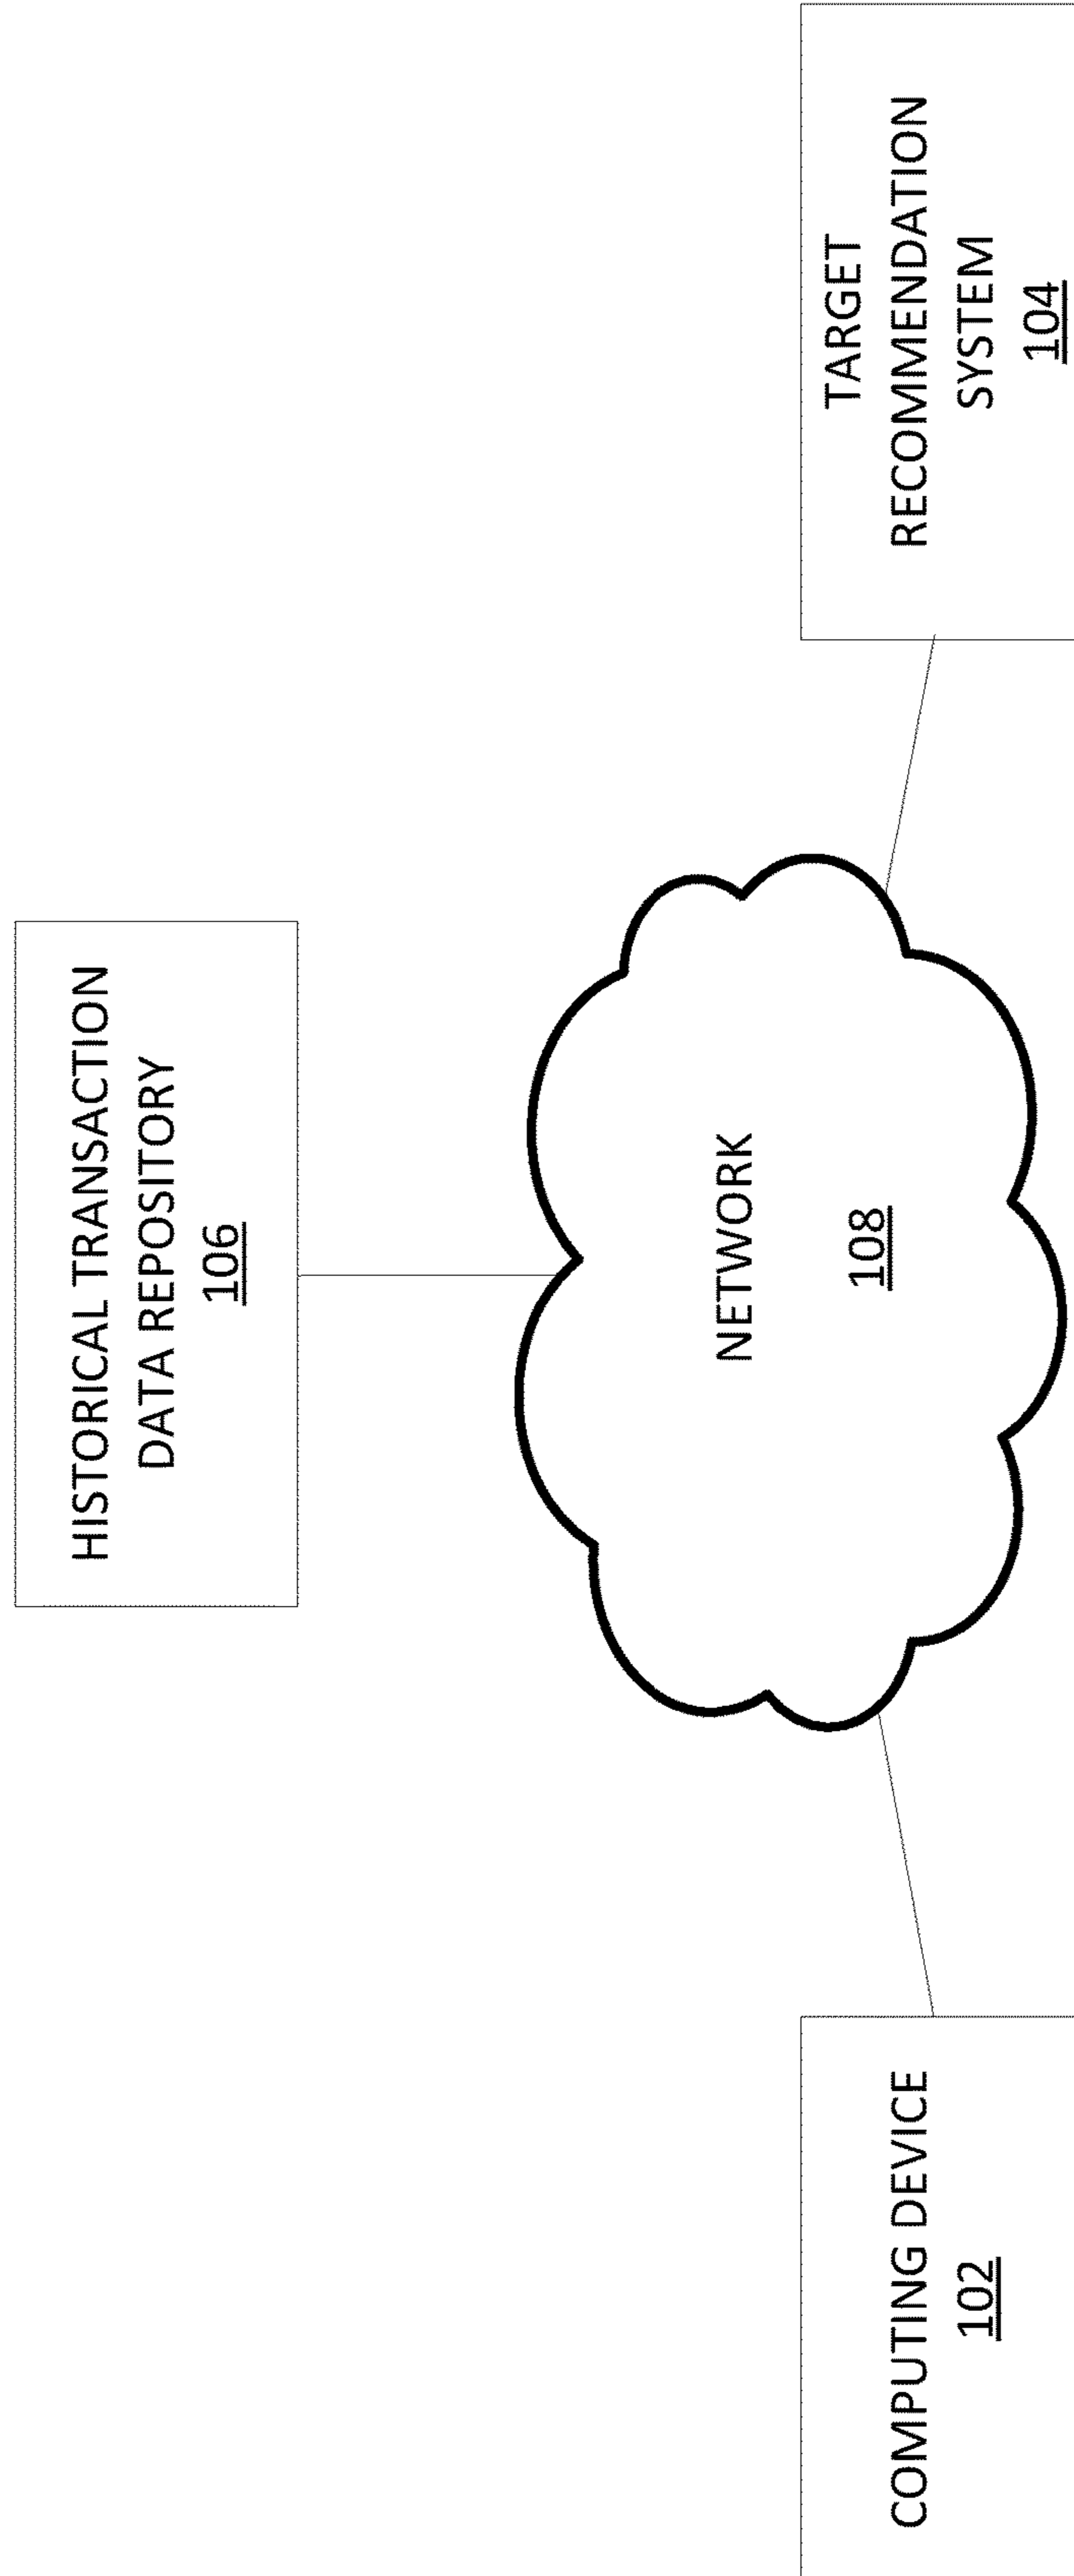 HISTORICAL TRANSACTION
DATA REPOSITORY
106
NETWORK
108
COMPUTING DEVICE
102
TARGET
RECOMMENDATION
SYSTEM
104